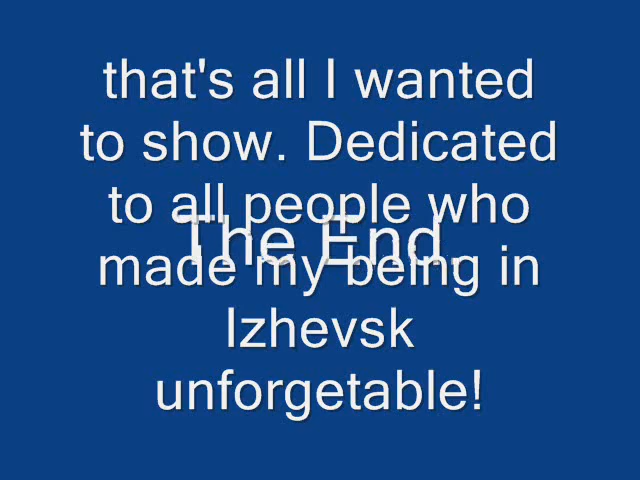 that's all I wanted
to show. Dedicated
to all people who
The End.
made my being in
Izhevsk
unforgetable!